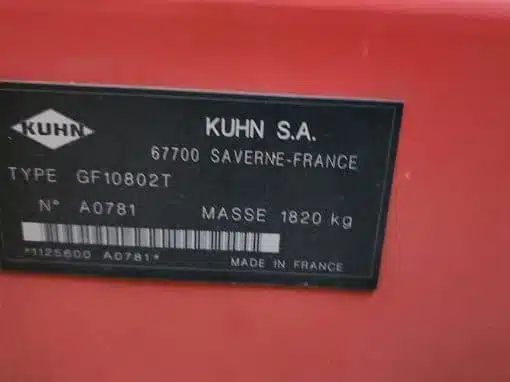 KUHN
KUHN S.A.
67700 SAVERNE-FRANCE
TYPE GF10802T
N° A0781 MASSE 1820 kg
*1125600 A0781*
MADE IN FRANCE